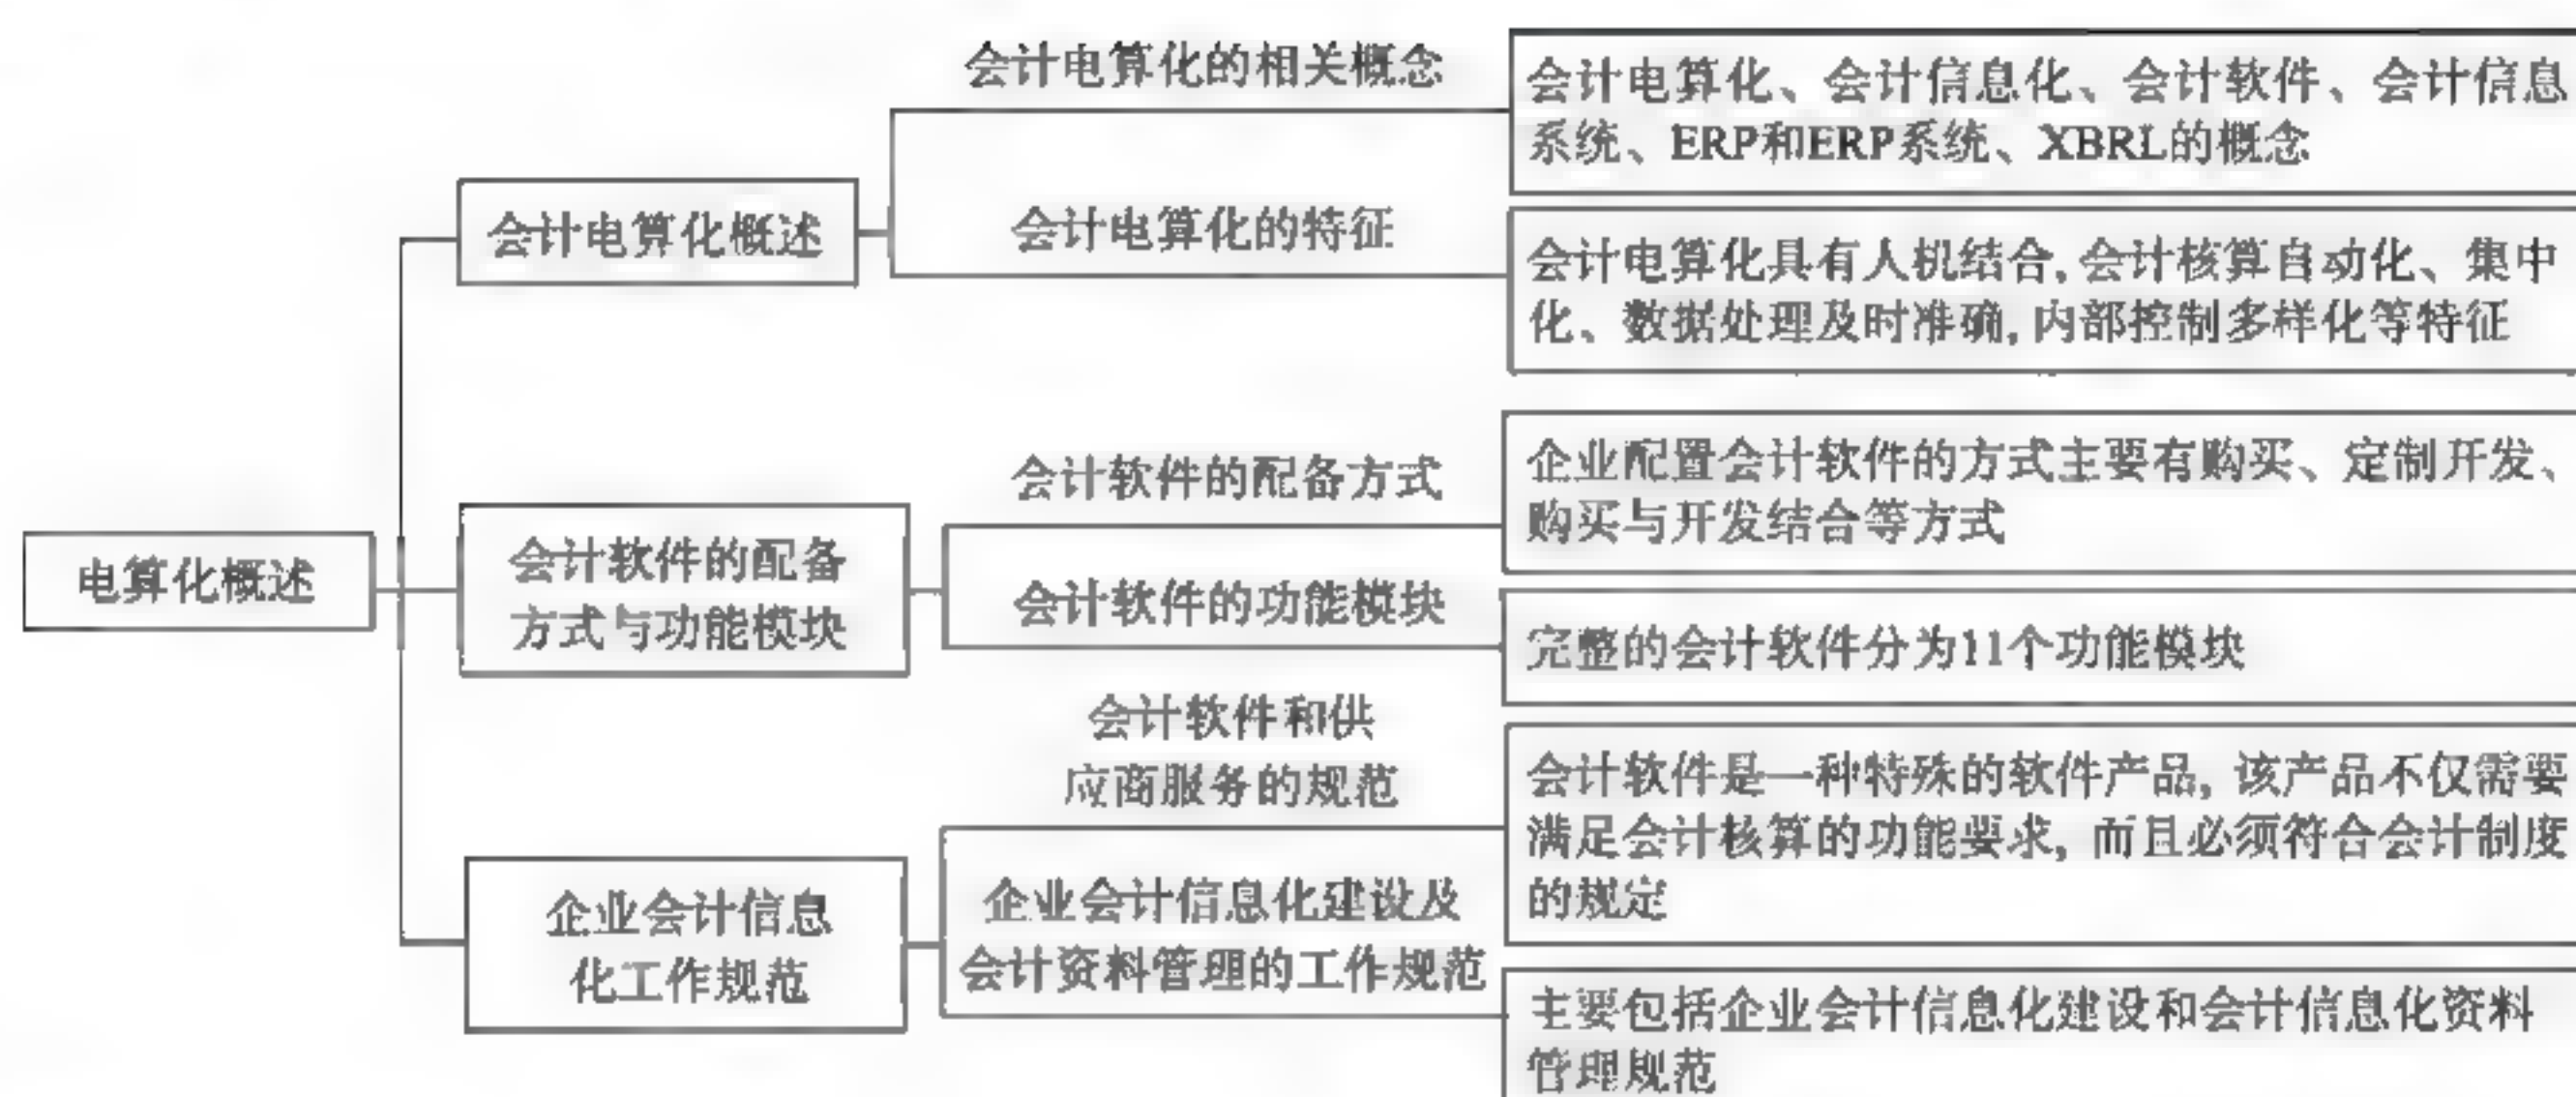 会计电算化的相关概念
会计电算化、会计信息化、会计软件、会计信息
系统、ERP和ERP系统、XBRL的概念
会计电算化概述
会计电算化的特征
会计电算化具有人机结合, 会计核算自动化、集中
化、数据处理及时准确, 内部控制多样化等特征
电算化概述
会计软件的配备
方式与功能模块
会计软件的配备方式
企业配置会计软件的方式主要有购买、定制开发、
购买与开发结合等方式
会计软件的功能模块
完整的会计软件分为11个功能模块
企业会计信息
化工作规范
会计软件和供
应商服务的规范
会计软件是一种特殊的软件产品, 该产品不仅需要
满足会计核算的功能要求, 而且必须符合会计制度
的规定
企业会计信息化建设及
会计资料管理的工作规范
主要包括企业会计信息化建设和会计信息化资料
管理规范